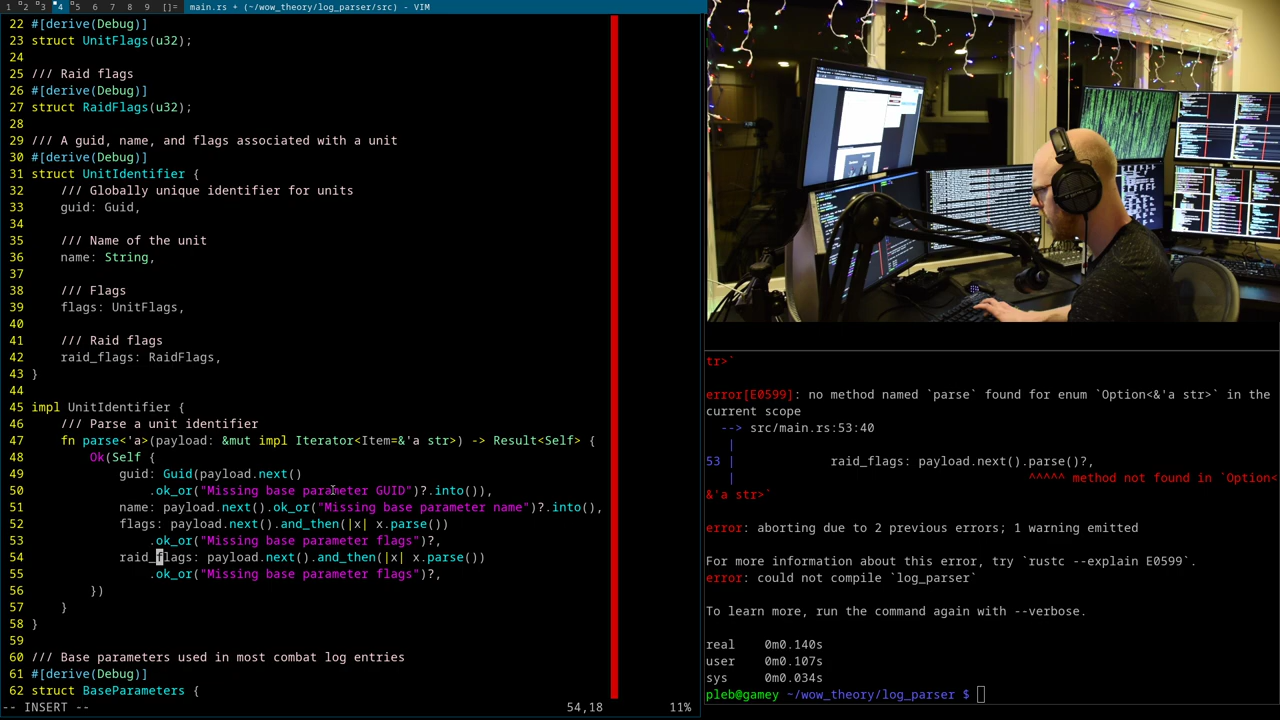 1 2 3 4 5 6 7 8 9 []= main.rs + (~/wow_theory/log_parser/src) - VIM
22 #[derive(Debug)]
23 struct UnitFlags(u32);
24
25 /// Raid flags
26 #[derive(Debug)]
27 struct RaidFlags(u32);
28
29 /// A guid, name, and flags associated with a unit
30 #[derive(Debug)]
31 struct UnitIdentifier {
32     /// Globally unique identifier for units
33     guid: Guid,
34
35     /// Name of the unit
36     name: String,
37
38     /// Flags
39     flags: UnitFlags,
40
41     /// Raid flags
42     raid_flags: RaidFlags,
43 }
44
45 impl UnitIdentifier {
46     /// Parse a unit identifier
47     fn parse<'a>(payload: &mut impl Iterator<Item=&'a str>) -> Result<Self> {
48         Ok(Self {
49             guid: Guid(payload.next()
50                 .ok_or("Missing base parameter GUID")?.into()),
51             name: payload.next().ok_or("Missing base parameter name")?.into(),
52             flags: payload.next().and_then(|x| x.parse())
53                 .ok_or("Missing base parameter flags")?,
54             raid_flags: payload.next().and_then(|x| x.parse())
55                 .ok_or("Missing base parameter flags")?,
56         })
57     }
58 }
59
60 /// Base parameters used in most combat log entries
61 #[derive(Debug)]
62 struct BaseParameters {
-- INSERT -- 54,18 11%
tr>`
error[E0599]: no method named `parse` found for enum `Option<&'a str>` in the
current scope
--> src/main.rs:53:40
|
53 | raid_flags: payload.next().parse()?,
| ^^^^^ method not found in `Option<
&'a str>`
error: aborting due to 2 previous errors; 1 warning emitted
For more information about this error, try `rustc --explain E0599`.
error: could not compile `log_parser`
To learn more, run the command again with --verbose.
real 0m0.140s
user 0m0.107s
sys 0m0.034s
pleb@gamey ~/wow_theory/log_parser $